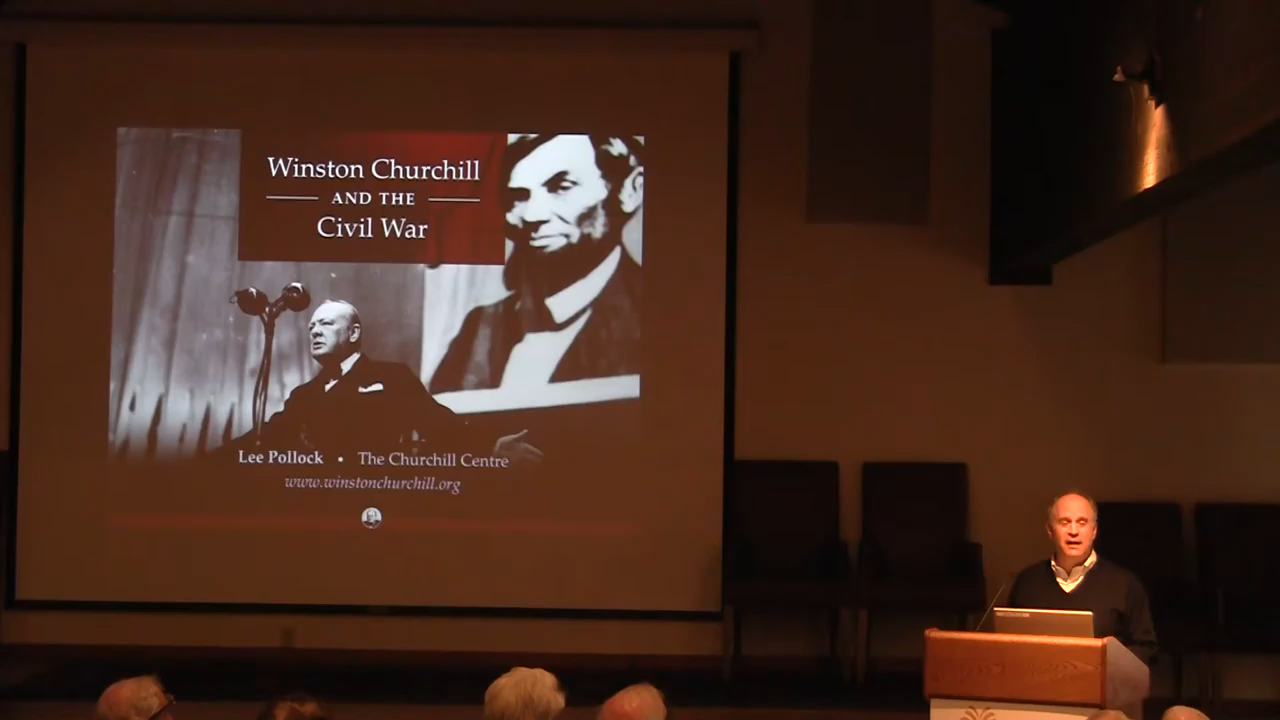 Winston Churchill
AND THE
Civil War
Lee Pollock • The Churchill Centre
www.winstonchurchill.org